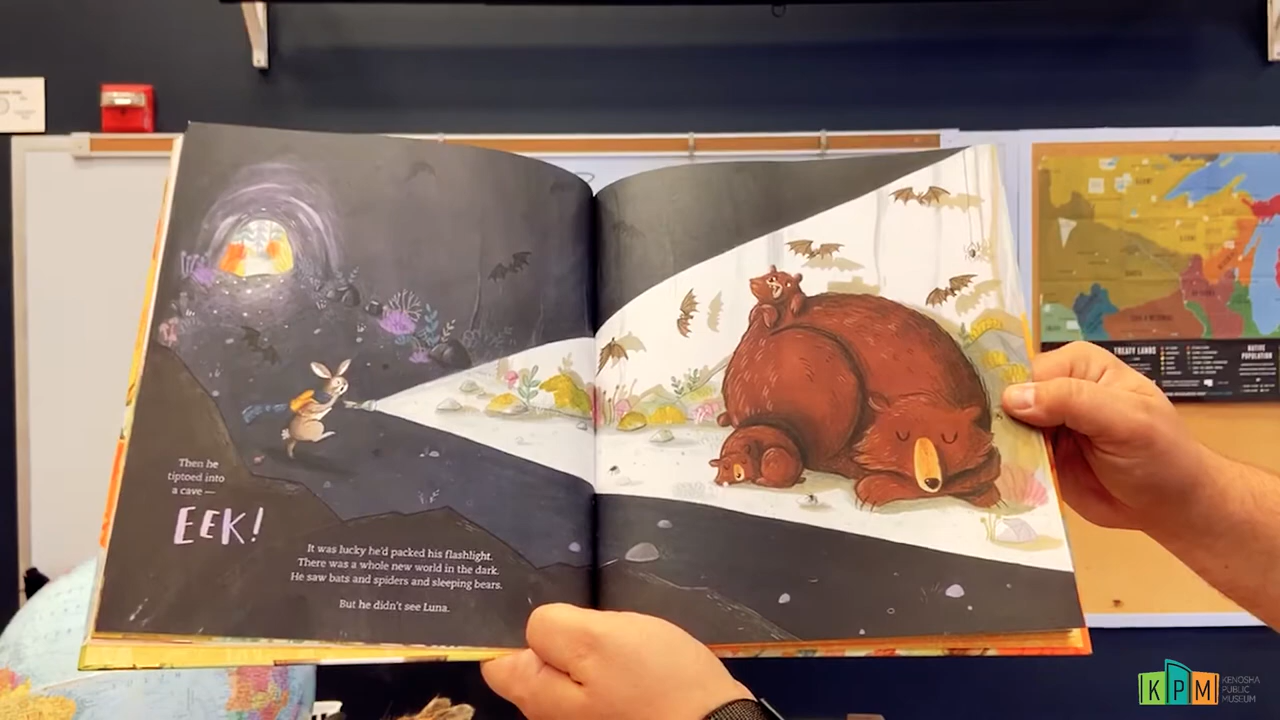 Then he
tiptoed into
a cave —
EEK!
It was lucky he'd packed his flashlight.
There was a whole new world in the dark.
He saw bats and spiders and sleeping bears.
But he didn't see Luna.
TREATY LANDS
NATIVE
POPULATION
KPM
KENOSHA
PUBLIC
MUSEUM